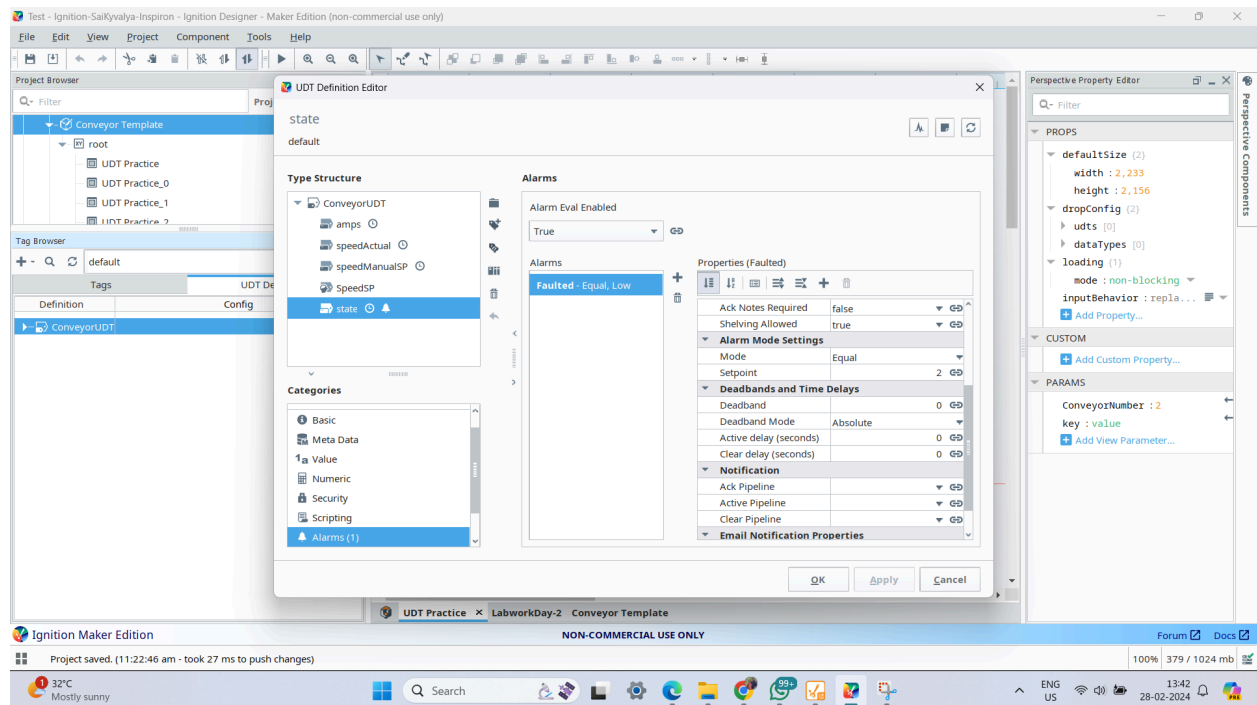 Test - Ignition-SaiKyvalya-Inspiron - Ignition Designer - Maker Edition (non-commercial use only)
File Edit View Project Component Tools Help
Project Browser
Filter Proj
Conveyor Template
root
UDT Practice
UDT Practice_0
UDT Practice_1
UDT Practice_2
Tag Browser
default
Tags UDT De
Definition Config
ConveyorUDT
UDT Definition Editor
state
default
Type Structure
ConveyorUDT
amps
speedActual
speedManualSP
SpeedSP
state
Categories
Basic
Meta Data
1a Value
Numeric
Security
Scripting
Alarms (1)
Alarms
Alarm Eval Enabled
True
Alarms
Faulted - Equal, Low
Properties (Faulted)
Ack Notes Required false
Shelving Allowed true
Alarm Mode Settings
Mode Equal
Setpoint 2
Deadbands and Time Delays
Deadband 0
Deadband Mode Absolute
Active delay (seconds) 0
Clear delay (seconds) 0
Notification
Ack Pipeline
Active Pipeline
Clear Pipeline
Email Notification Properties
OK Apply Cancel
UDT Practice × LabworkDay-2 Conveyor Template
Perspective Property Editor
Filter
PROPS
defaultSize {2}
width : 2,233
height : 2,156
dropConfig {2}
udts [0]
dataTypes [0]
loading {1}
mode : non-blocking
inputBehavior : repla...
Add Property...
CUSTOM
Add Custom Property...
PARAMS
ConveyorNumber : 2
key : value
Add View Parameter...
Perspective Components
Ignition Maker Edition NON-COMMERCIAL USE ONLY Forum Docs
Project saved. (11:22:46 am - took 27 ms to push changes) 100% 379 / 1024 mb
1 32°C
Mostly sunny
Search
99+
ENG
US
13:42
28-02-2024
PRE